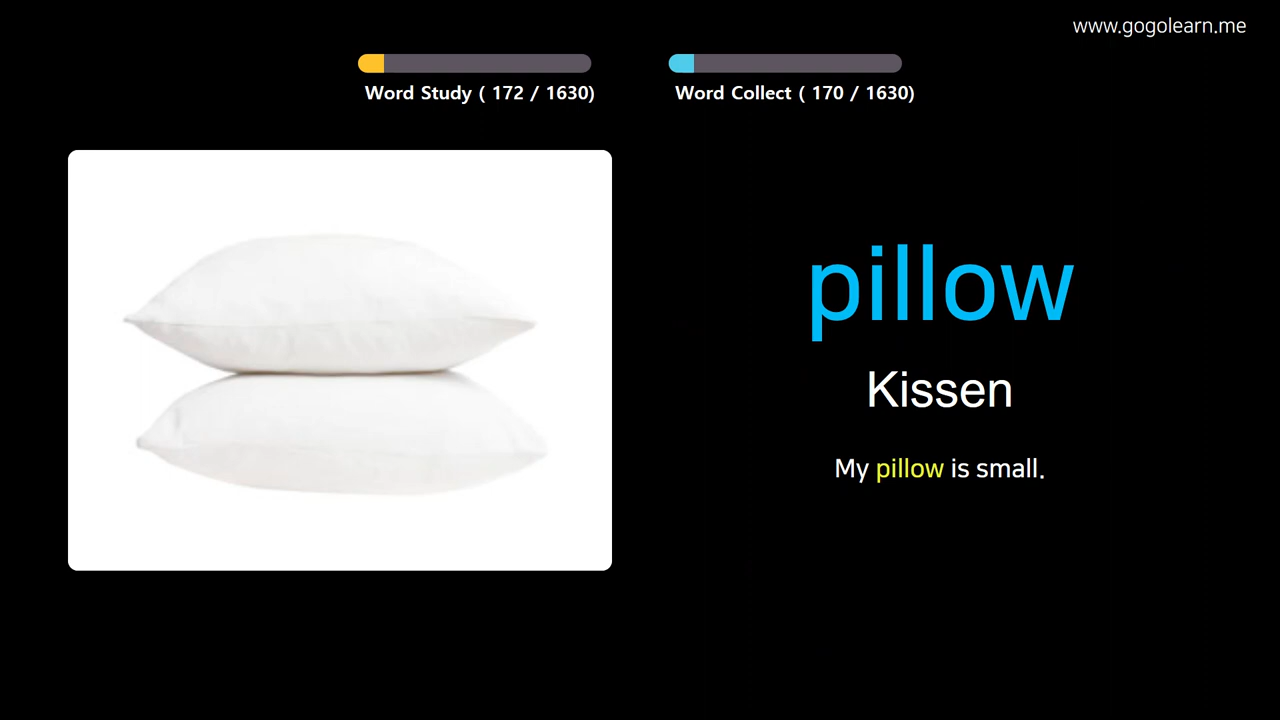 www.gogolearn.me
Word Study ( 172 / 1630)
Word Collect ( 170 / 1630)
pillow
Kissen
My pillow is small.